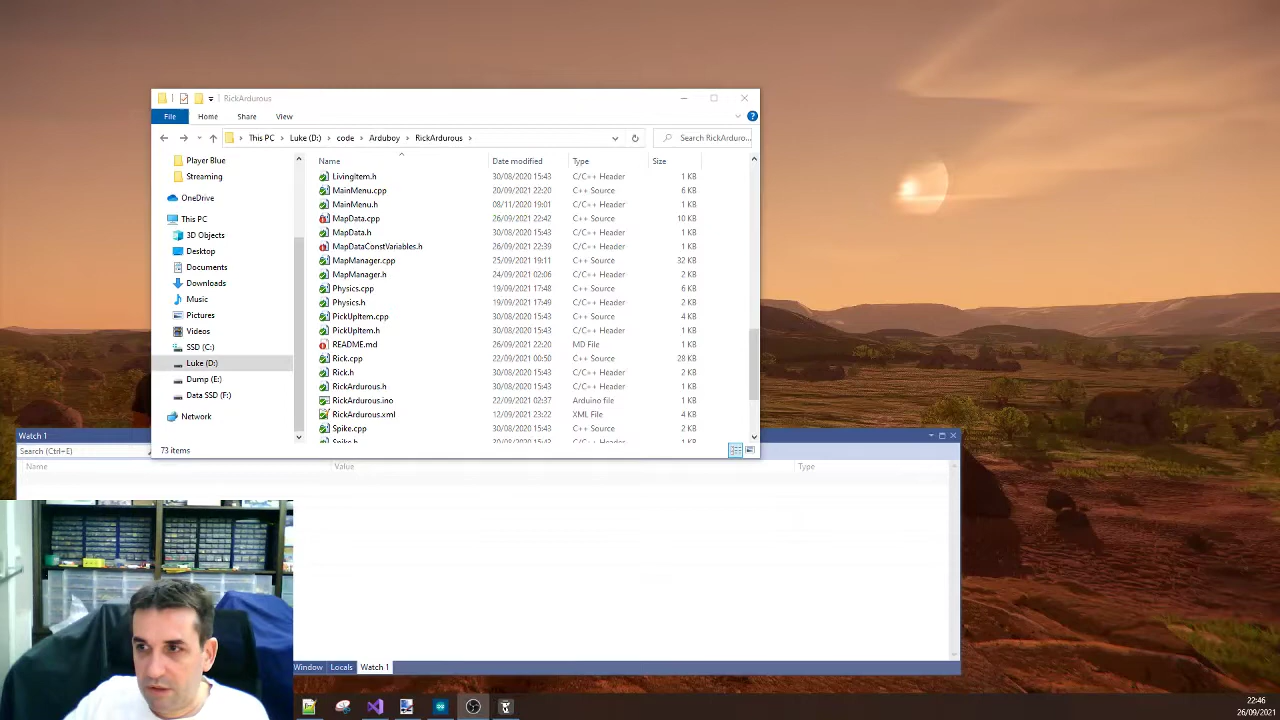 RickArdurous
File Home Share View
This PC Luke (D:) code Arduboy RickArdurous
Search RickArduro...
Name Date modified Type Size
Player Blue
Streaming
OneDrive
This PC
3D Objects
Desktop
Documents
Downloads
Music
Pictures
Videos
SSD (C:)
Luke (D:)
Dump (E:)
Data SSD (F:)
Network
LivingItem.h 30/08/2020 15:43 C/C++ Header 1 KB
MainMenu.cpp 30/08/2020 15:43 C++ Source 6 KB
MainMenu.h 08/11/2020 19:01 C/C++ Header 1 KB
MapData.cpp 26/09/2021 22:42 C++ Source 10 KB
MapData.h 30/08/2020 15:43 C/C++ Header 1 KB
MapDataConstVariables.h 26/09/2021 22:39 C/C++ Header 1 KB
MapManager.cpp 25/09/2021 19:11 C++ Source 32 KB
MapManager.h 24/09/2021 02:06 C/C++ Header 2 KB
Physics.cpp 19/09/2021 17:48 C++ Source 6 KB
Physics.h 19/09/2021 17:49 C/C++ Header 2 KB
PickUpItem.cpp 30/08/2020 15:43 C++ Source 4 KB
PickUpItem.h 30/08/2020 15:43 C/C++ Header 1 KB
README.md 26/09/2021 22:20 MD File 1 KB
Rick.cpp 22/09/2021 00:50 C++ Source 28 KB
Rick.h 30/08/2020 15:43 C/C++ Header 1 KB
RickArdurous.h 30/08/2020 15:43 C/C++ Header 1 KB
RickArdurous.ino 22/09/2021 02:37 Arduino file 1 KB
RickArdurous.xml 12/09/2021 23:22 XML File 4 KB
Spike.cpp 30/08/2020 15:43 C++ Source 2 KB
Spike.h 30/08/2020 15:43 C/C++ Header 1 KB
73 items
Watch 1
Search (Ctrl+E)
Name Value Type
Window Locals Watch 1
22:46
26/09/2021